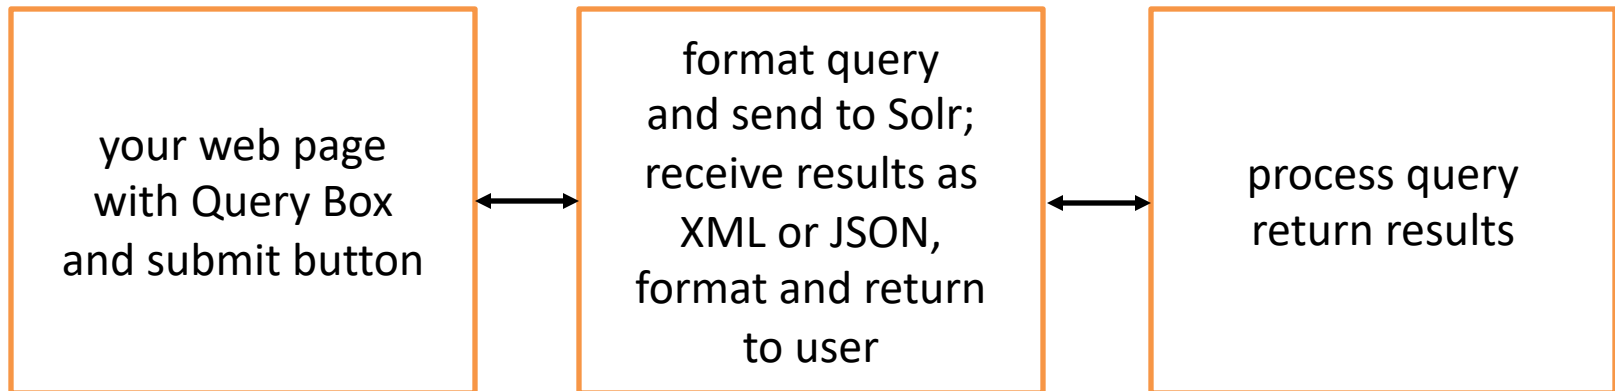 your web page
with Query Box
and submit button
format query
and send to Solr;
receive results as
XML or JSON,
format and return
to user
process query
return results